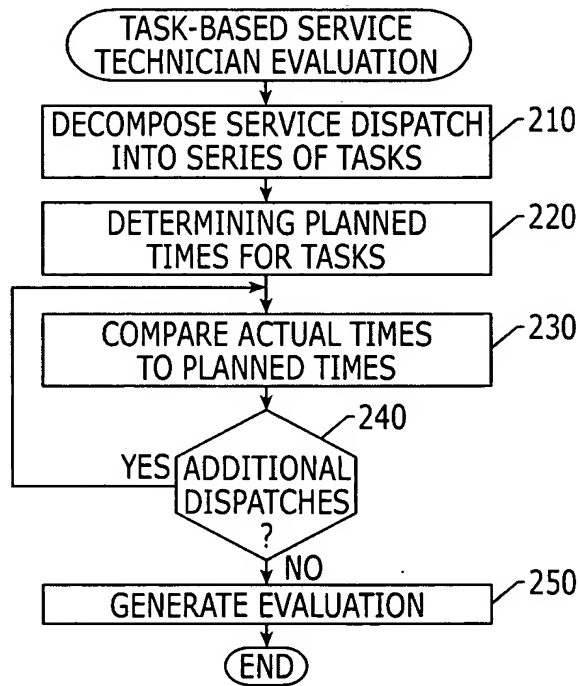 TASK-BASED SERVICE
TECHNICIAN EVALUATION
DECOMPOSE SERVICE DISPATCH
INTO SERIES OF TASKS
210
DETERMINING PLANNED
TIMES FOR TASKS
220
COMPARE ACTUAL TIMES
TO PLANNED TIMES
230
240
YES
ADDITIONAL
DISPATCHES
?
NO
GENERATE EVALUATION
250
END